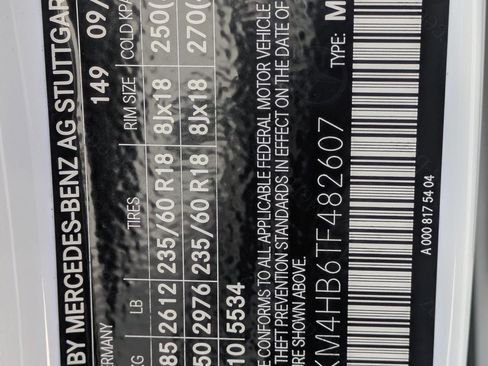 BY MERCEDES-BENZ AG STUTTGAR
GERMANY 149 09/
KG LB TIRES RIM SIZE COLD KPA
85 2612 235/60 R18 8Jx18 250(
50 2976 235/60 R18 8Jx18 270(
10 5534
E CONFORMS TO ALL APPLICABLE FEDERAL MOTOR VEHICLE
THEFT PREVENTION STANDARDS IN EFFECT ON THE DATE OF
RE SHOWN ABOVE.
KM4HB6TF482607 TYPE: M
A 000 817 54 04